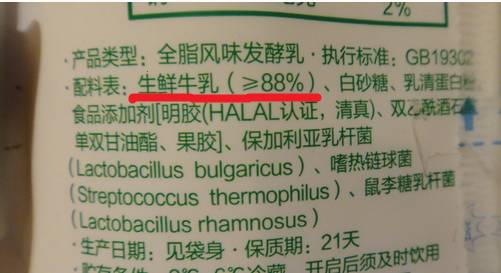 2%
·产品类型：全脂风味发酵乳·执行标准：GB19302
·配料表：生鲜牛乳（≥88%）、白砂糖、乳清蛋白粉
食品添加剂[明胶(HALAL认证，清真)、双乙酰酒石
单双甘油酯、果胶]、保加利亚乳杆菌
(Lactobacillus bulgaricus)、嗜热链球菌
(Streptococcus thermophilus)、鼠李糖乳杆菌
(Lactobacillus rhamnosus)
·生产日期：见袋身·保质期：21天
开启后须及时饮用